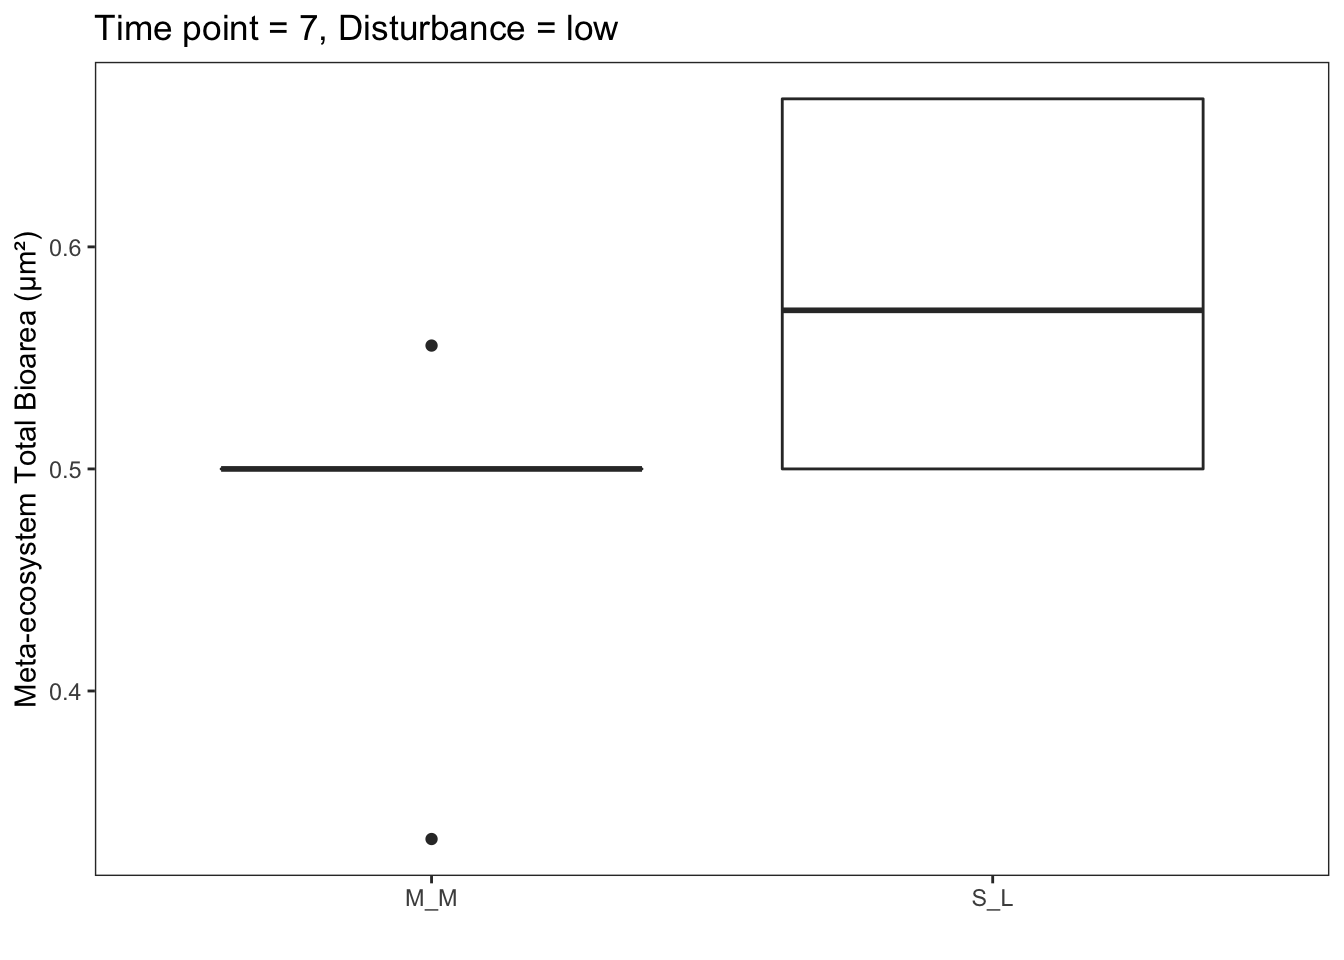 Time point = 7, Disturbance = low
Meta-ecosystem Total Bioarea (µm²)
0.6
0.5
0.4
M_M
S_L